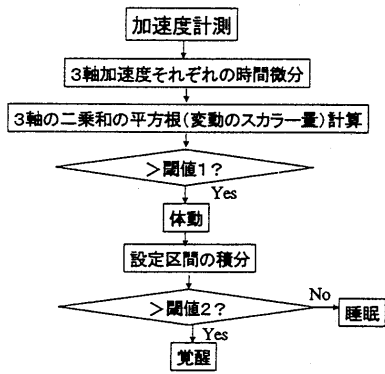 加速度計測
3軸加速度それぞれの時間微分
3軸の二乗和の平方根(変動のスカラー量)計算
>閾値1?
Yes
体動
設定区間の積分
>閾値2?
No
睡眠
Yes
覚醒